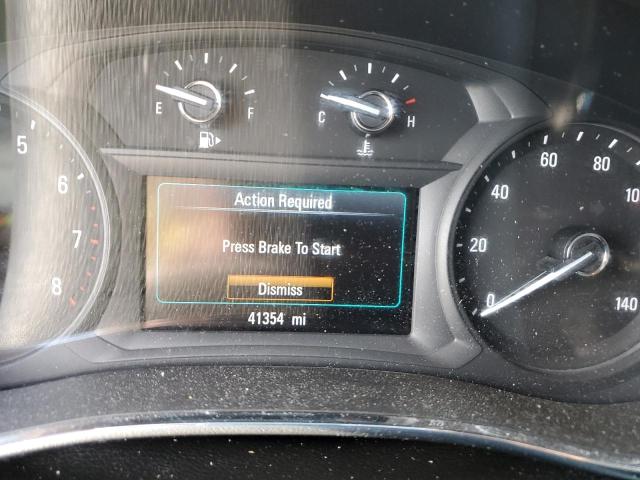 E F
C H
5
6
7
8
Action Required
Press Brake To Start
Dismiss
41354 mi
0
20
40
60
80
140